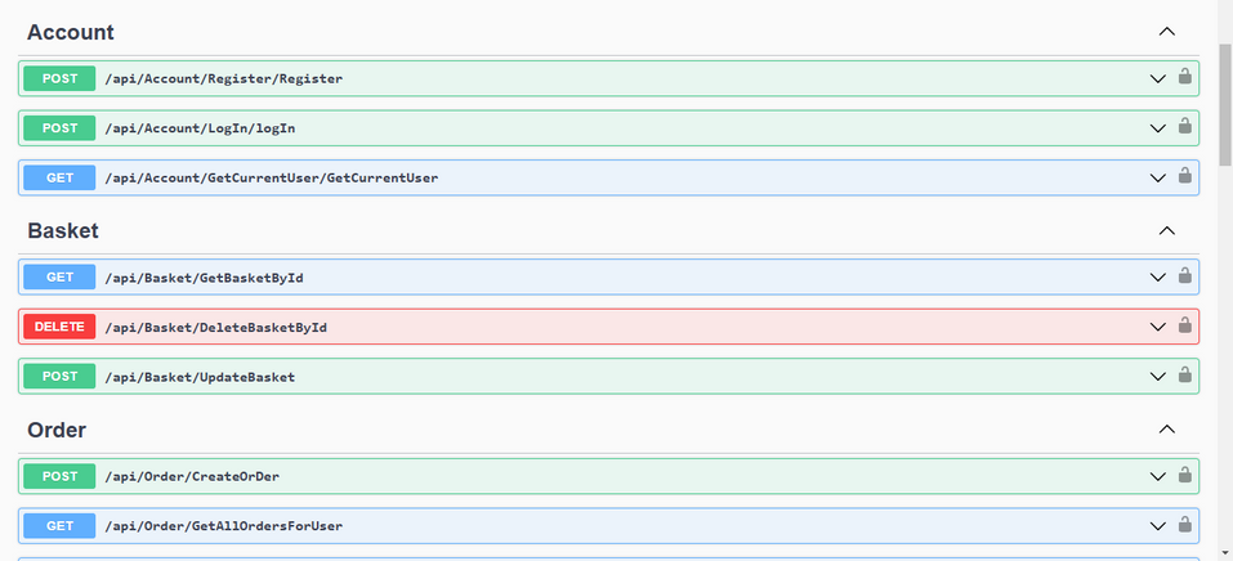 Account
POST /api/Account/Register/Register
POST /api/Account/LogIn/logIn
GET /api/Account/GetCurrentUser/GetCurrentUser
Basket
GET /api/Basket/GetBasketById
DELETE /api/Basket/DeleteBasketById
POST /api/Basket/UpdateBasket
Order
POST /api/Order/CreateOrDer
GET /api/Order/GetAllOrdersForUser